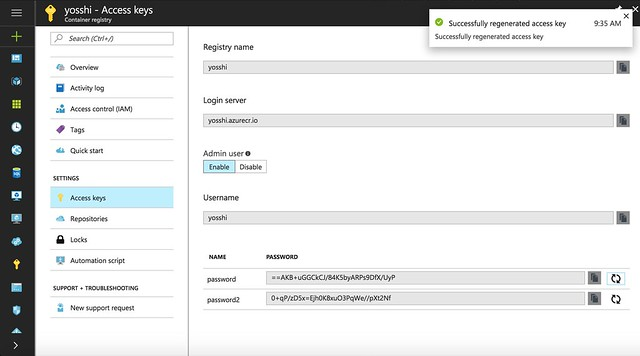 yosshi - Access keys
Container registry
Successfully regenerated access key
9:35 AM
Successfully regenerated access key
Search (Ctrl+/)
Overview
Activity log
Access control (IAM)
Tags
Quick start
SETTINGS
Access keys
Repositories
Locks
Automation script
SUPPORT + TROUBLESHOOTING
New support request
Registry name
yosshi
Login server
yosshi.azurecr.io
Admin user
Enable Disable
Username
yosshi
NAME PASSWORD
password ==AKB+uGGCkCJ/84K5byARPs9DfX/UyP
password2 0+qP/zD5x=Ejh0K8xuO3PqWe//pXt2Nf